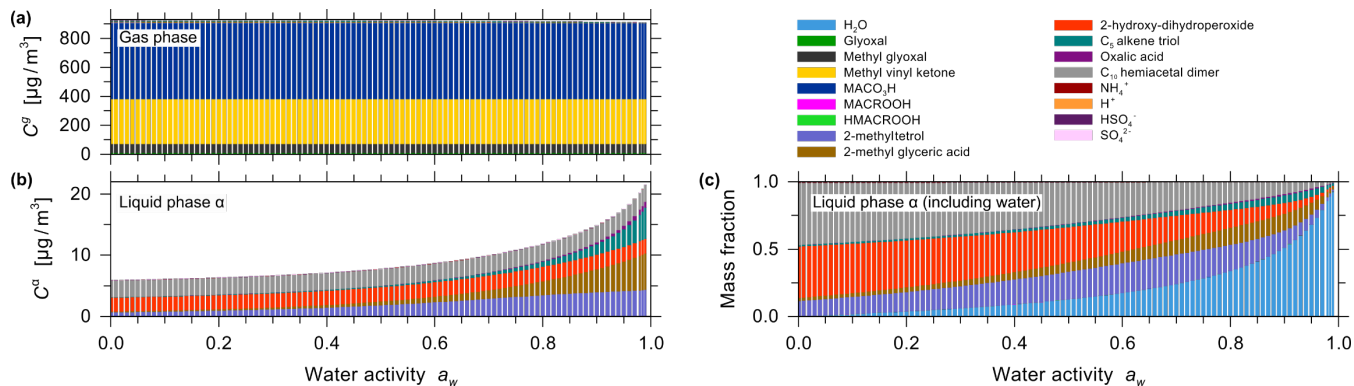 (a)
Gas phase
C^g [µg / m³]
800
600
400
200
0
(b)
Liquid phase α
C^α [µg / m³]
20
10
0
0.0 0.2 0.4 0.6 0.8 1.0
Water activity a_w
H₂O
Glyoxal
Methyl glyoxal
Methyl vinyl ketone
MACO₃H
MACROOH
HMACROOH
2-methyltetrol
2-methyl glyceric acid
2-hydroxy-dihydroperoxide
C₅ alkene triol
Oxalic acid
C₁₀ hemiacetal dimer
NH₄⁺
H⁺
HSO₄⁻
SO₄²⁻
(c)
Liquid phase α (including water)
Mass fraction
1.0
0.5
0.0
0.0 0.2 0.4 0.6 0.8 1.0
Water activity a_w